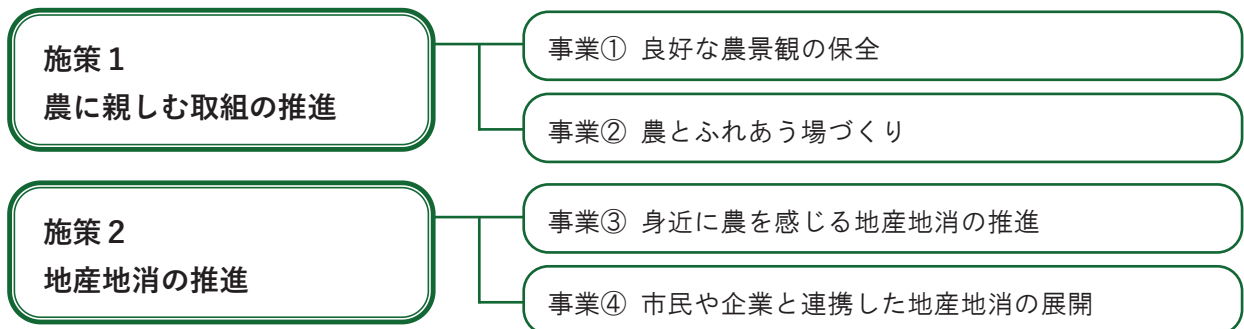 施策1
農に親しむ取組の推進
事業① 良好な農景観の保全
事業② 農とふれあう場づくり
施策2
地産地消の推進
事業③ 身近に農を感じる地産地消の推進
事業④ 市民や企業と連携した地産地消の展開